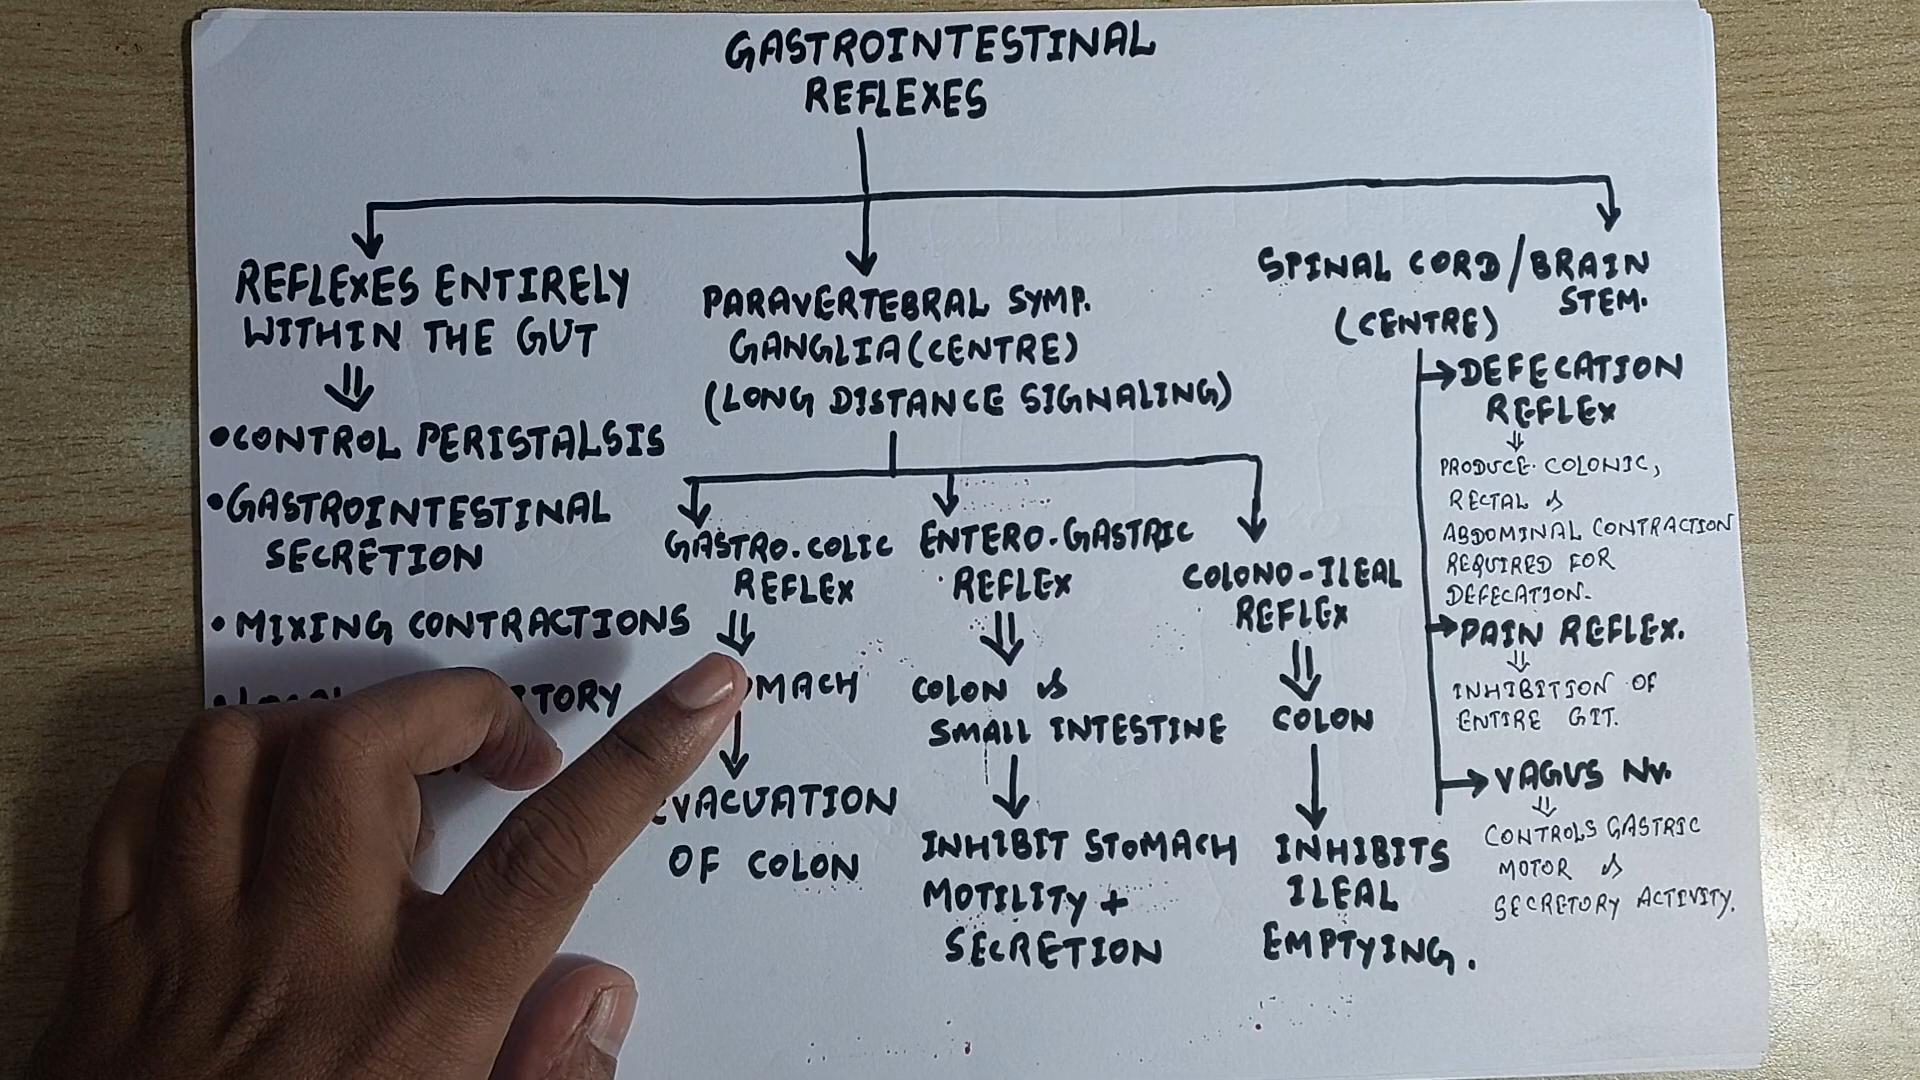 GASTROINTESTINAL
REFLEXES
REFLEXES ENTIRELY
WITHIN THE GUT
•CONTROL PERISTALSIS
•GASTROINTESTINAL
SECRETION
•MIXING CONTRACTIONS
PARAVERTEBRAL SYMP.
GANGLIA(CENTRE)
(LONG DISTANCE SIGNALING)
GASTRO.COLIC
REFLEX
EVACUATION
OF COLON
ENTERO-GASTRIC
REFLEX
COLON &
SMALL INTESTINE
INHIBIT STOMACH
MOTILITY +
SECRETION
COLONO-ILEAL
REFLEX
COLON
INHIBITS
ILEAL
EMPTYING.
SPINAL CORD/BRAIN
STEM.
(CENTRE)
DEFECATION
REFLEX
PRODUCE COLONIC,
RECTAL &
ABDOMINAL CONTRACTION
REQUIRED FOR
DEFECATION.
PAIN REFLEX.
INHIBITION OF
ENTIRE GIT.
VAGUS NV.
CONTROLS GASTRIC
MOTOR &
SECRETORY ACTIVITY.